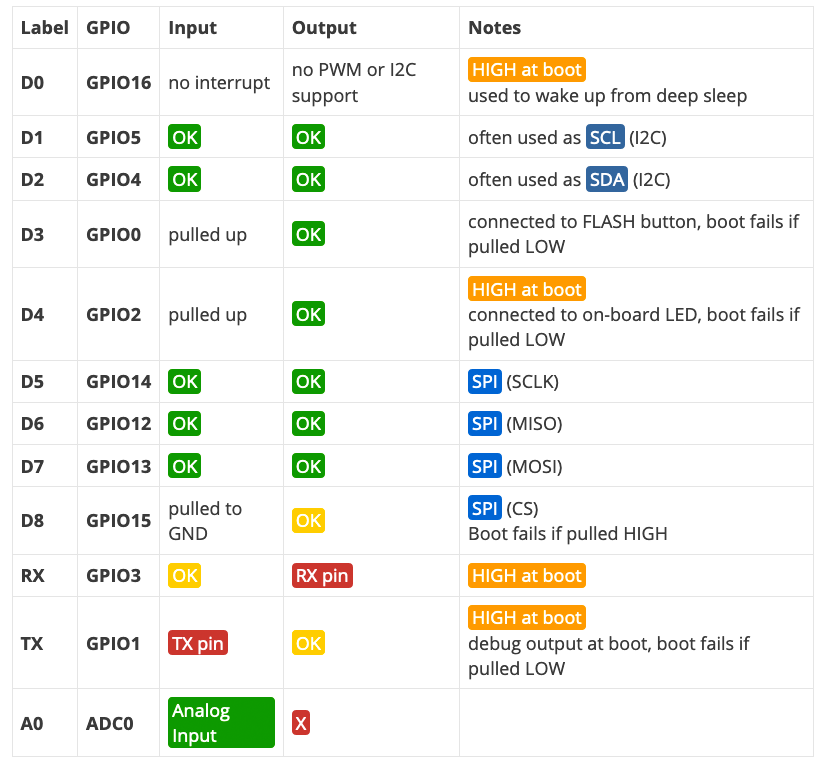 Label GPIO Input Output Notes
D0 GPIO16 no interrupt no PWM or I2C support HIGH at boot
used to wake up from deep sleep
D1 GPIO5 OK OK often used as SCL (I2C)
D2 GPIO4 OK OK often used as SDA (I2C)
D3 GPIO0 pulled up OK connected to FLASH button, boot fails if
pulled LOW
D4 GPIO2 pulled up OK HIGH at boot
connected to on-board LED, boot fails if
pulled LOW
D5 GPIO14 OK OK SPI (SCLK)
D6 GPIO12 OK OK SPI (MISO)
D7 GPIO13 OK OK SPI (MOSI)
D8 GPIO15 pulled to GND OK SPI (CS)
Boot fails if pulled HIGH
RX GPIO3 OK RX pin HIGH at boot
TX GPIO1 TX pin OK HIGH at boot
debug output at boot, boot fails if
pulled LOW
A0 ADC0 Analog Input X